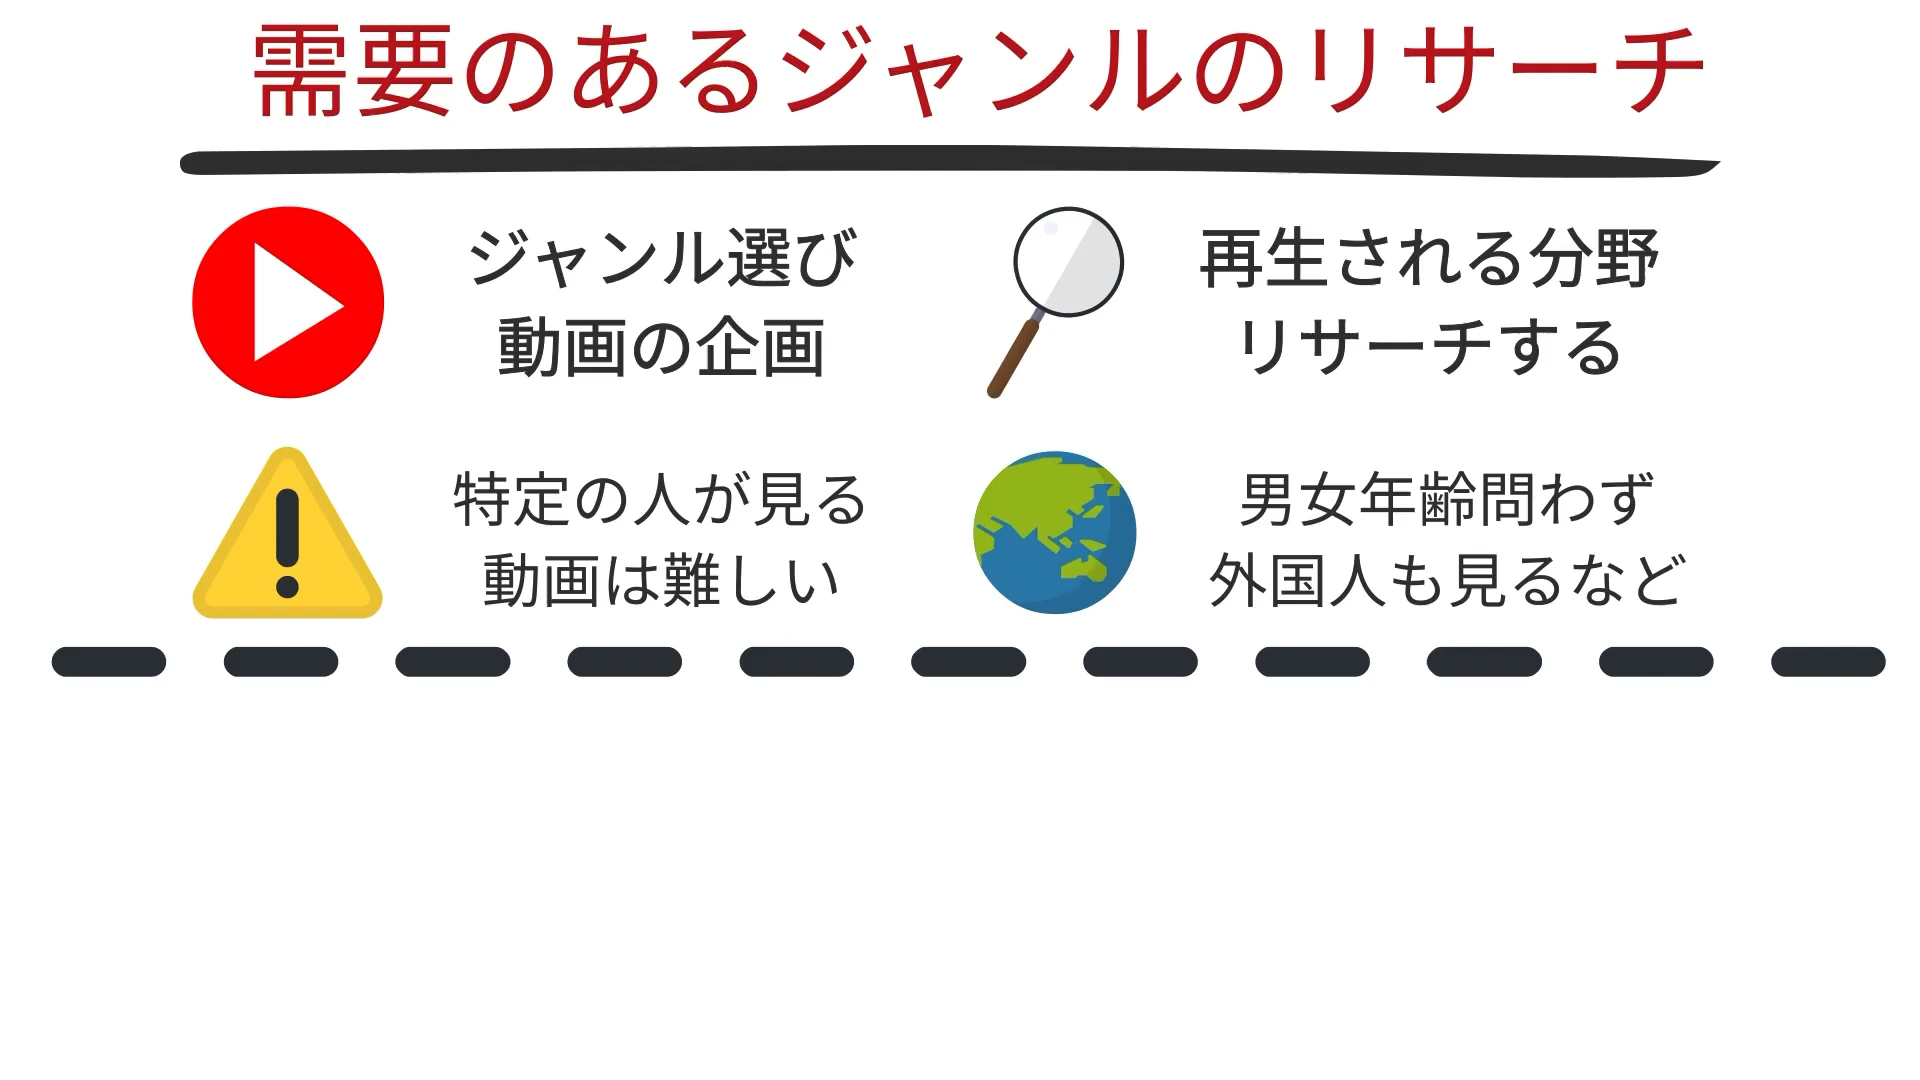 需要のあるジャンルのリサーチ
ジャンル選び
動画の企画
再生される分野
リサーチする
特定の人が見る
動画は難しい
男女年齢問わず
外国人も見るなど